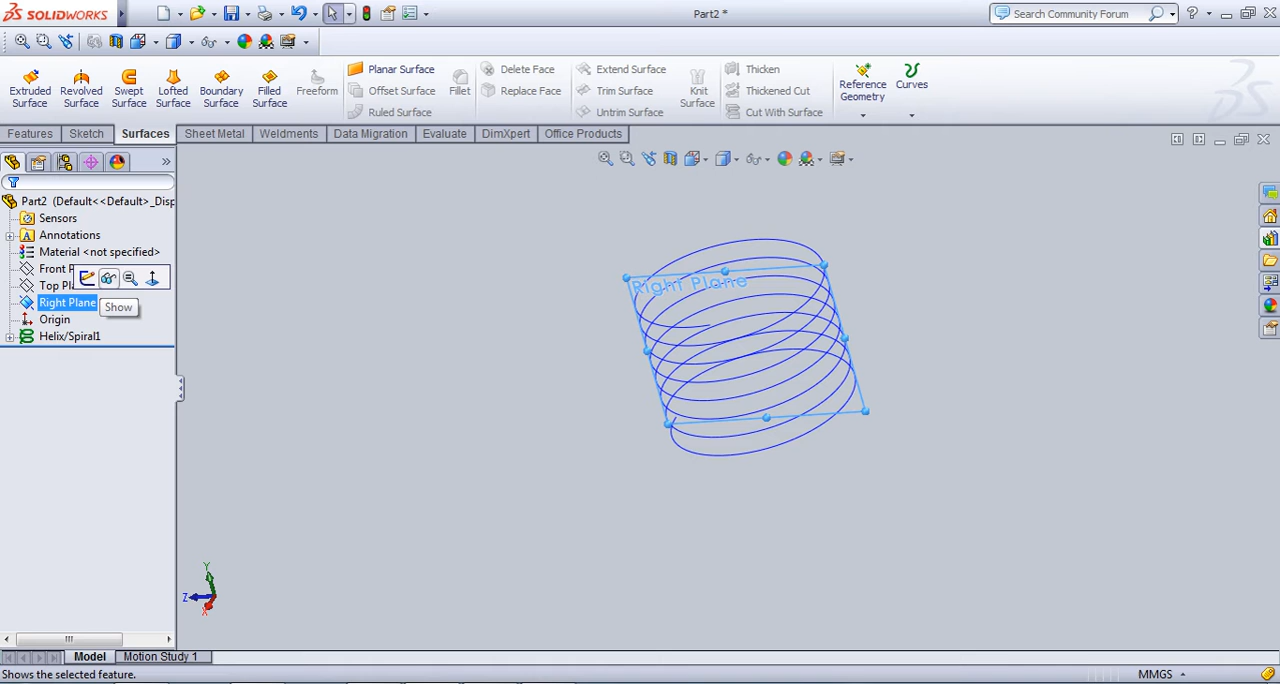 SOLIDWORKS
Part2 *
Search Community Forum
Extruded Surface
Revolved Surface
Swept Surface
Lofted Surface
Boundary Surface
Filled Surface
Freeform
Planar Surface
Offset Surface
Ruled Surface
Fillet
Delete Face
Replace Face
Extend Surface
Trim Surface
Untrim Surface
Knit Surface
Thicken
Thickened Cut
Cut With Surface
Reference Geometry
Curves
Features
Sketch
Surfaces
Sheet Metal
Weldments
Data Migration
Evaluate
DimXpert
Office Products
Part2 (Default<<Default>_Disp
Sensors
Annotations
Material <not specified>
Front P
Top Pla
Right Plane
Show
Origin
Helix/Spiral1
Right Plane
Y
Z
X
Model
Motion Study 1
Shows the selected feature.
MMGS